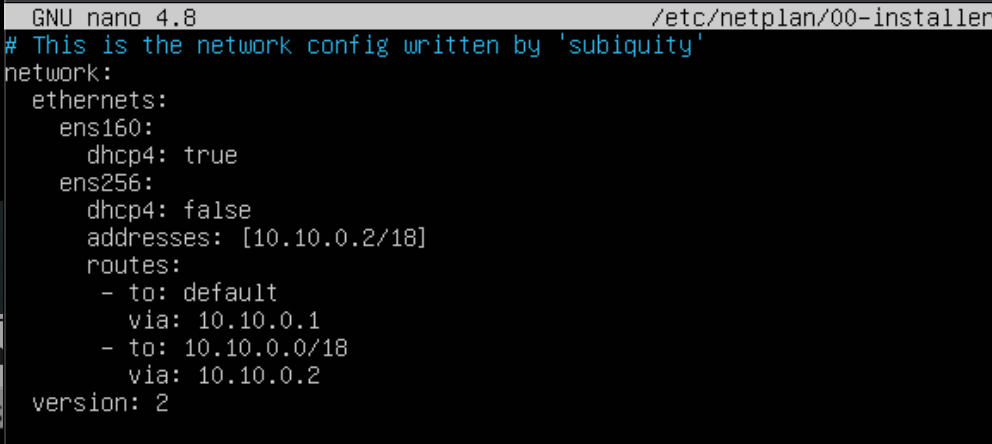 GNU nano 4.8 /etc/netplan/00-installer
# This is the network config written by 'subiquity'
network:
  ethernets:
    ens160:
      dhcp4: true
    ens256:
      dhcp4: false
      addresses: [10.10.0.2/18]
      routes:
       - to: default
         via: 10.10.0.1
       - to: 10.10.0.0/18
         via: 10.10.0.2
  version: 2